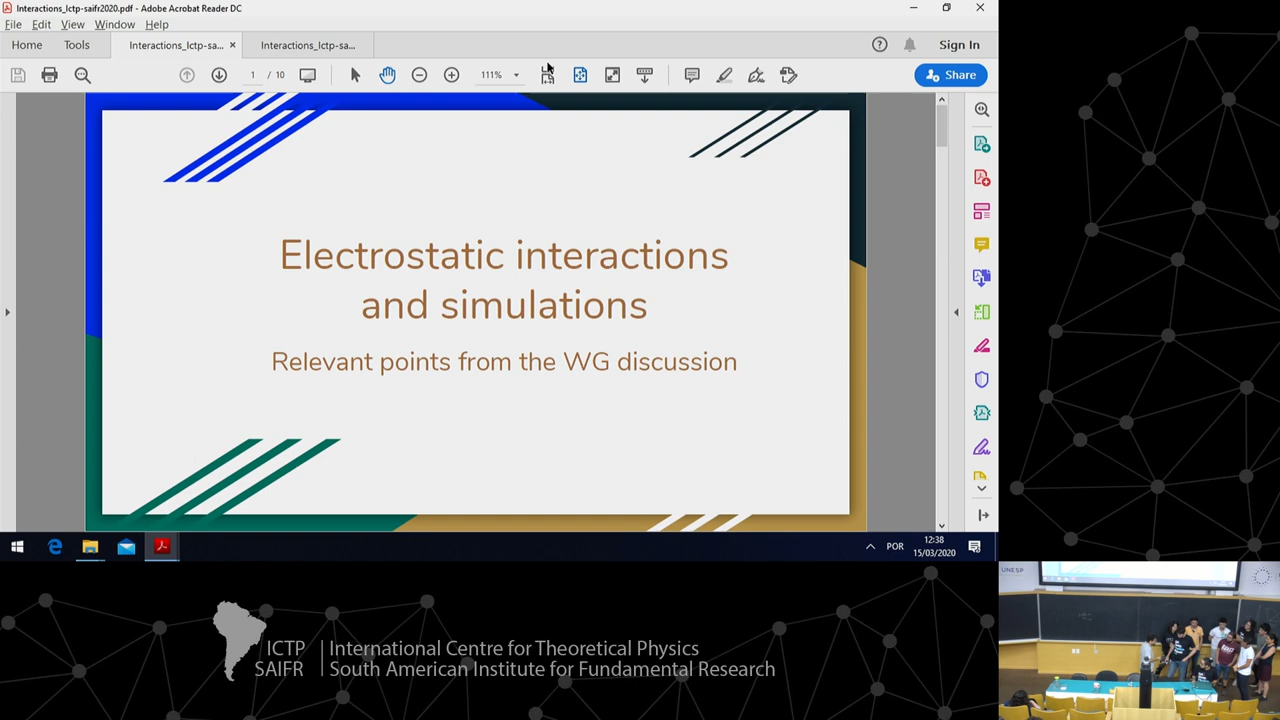 Interactions_Ictp-saifr2020.pdf - Adobe Acrobat Reader DC
File Edit View Window Help
Home Tools Interactions_Ictp-sa... × Interactions_Ictp-sa... Sign In
1 / 10 111% Share
Electrostatic interactions
and simulations
Relevant points from the WG discussion
POR 12:38
15/03/2020
UNESP
ICTP International Centre for Theoretical Physics
SAIFR South American Institute for Fundamental Research